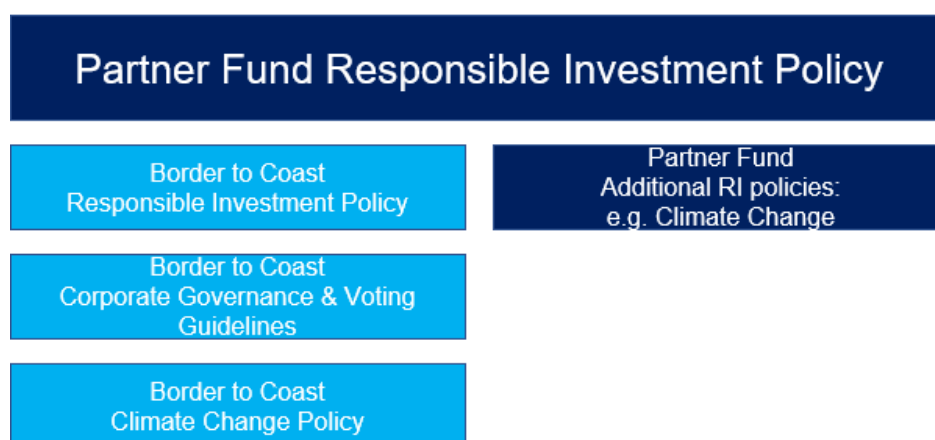 Partner Fund Responsible Investment Policy
Border to Coast
Responsible Investment Policy
Partner Fund
Additional RI policies:
e.g. Climate Change
Border to Coast
Corporate Governance & Voting
Guidelines
Border to Coast
Climate Change Policy